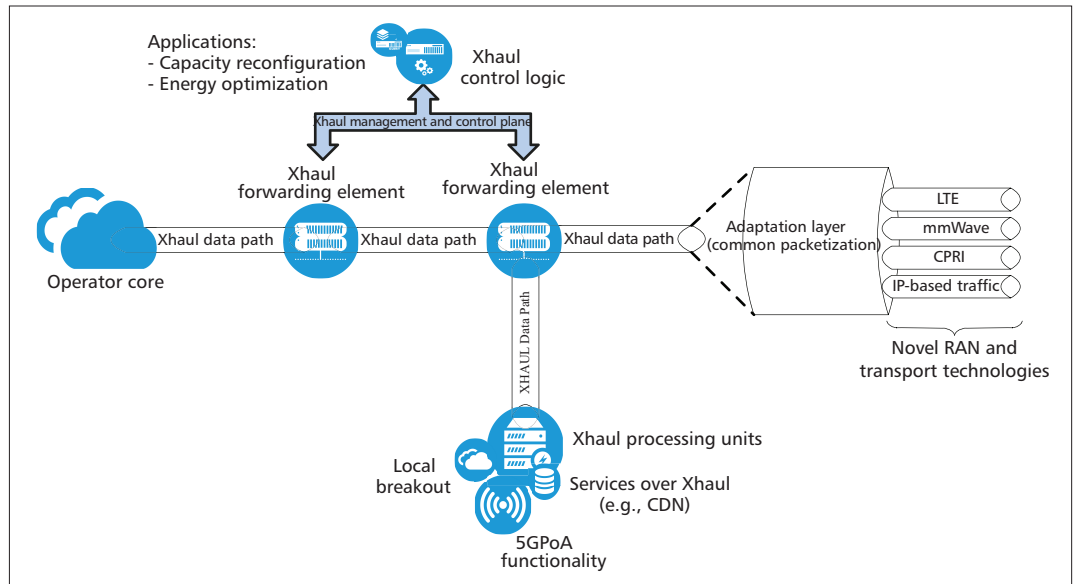 Applications:
- Capacity reconfiguration
- Energy optimization
Xhaul
control logic
Xhaul management and control plane
Xhaul
forwarding element
Xhaul
forwarding element
Operator core
Xhaul data path
Xhaul data path
Xhaul data path
Adaptation layer
(common packetization)
LTE
mmWave
CPRI
IP-based traffic
Novel RAN and
transport technologies
XHAUL Data Path
Xhaul processing units
Local
breakout
Services over Xhaul
(e.g., CDN)
5GPoA
functionality